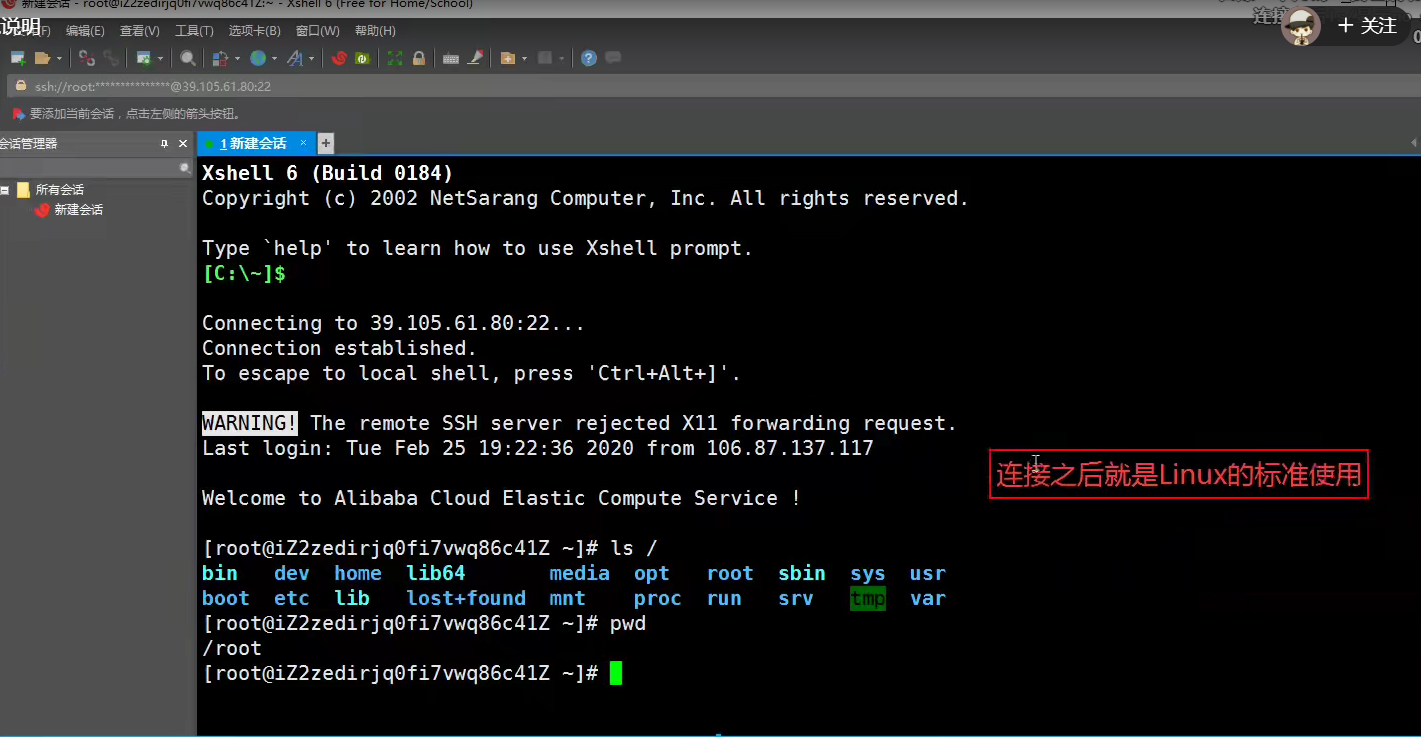 新建会话 - root@iZ2zedirjq0fi7vwq86c41Z:~ - Xshell 6 (Free for Home/School)
说明
(F) 编辑(E) 查看(V) 工具(T) 选项卡(B) 窗口(W) 帮助(H)
连接
+ 关注
ssh://root:***************@39.105.61.80:22
要添加当前会话，点击左侧的箭头按钮。
会话管理器
1 新建会话
所有会话
新建会话
Xshell 6 (Build 0184)
Copyright (c) 2002 NetSarang Computer, Inc. All rights reserved.
Type `help' to learn how to use Xshell prompt.
[C:\~]$
Connecting to 39.105.61.80:22...
Connection established.
To escape to local shell, press 'Ctrl+Alt+]'.
WARNING! The remote SSH server rejected X11 forwarding request.
Last login: Tue Feb 25 19:22:36 2020 from 106.87.137.117
连接之后就是Linux的标准使用
Welcome to Alibaba Cloud Elastic Compute Service !
[root@iZ2zedirjq0fi7vwq86c41Z ~]# ls /
bin dev home lib64 media opt root sbin sys usr
boot etc lib lost+found mnt proc run srv tmp var
[root@iZ2zedirjq0fi7vwq86c41Z ~]# pwd
/root
[root@iZ2zedirjq0fi7vwq86c41Z ~]#